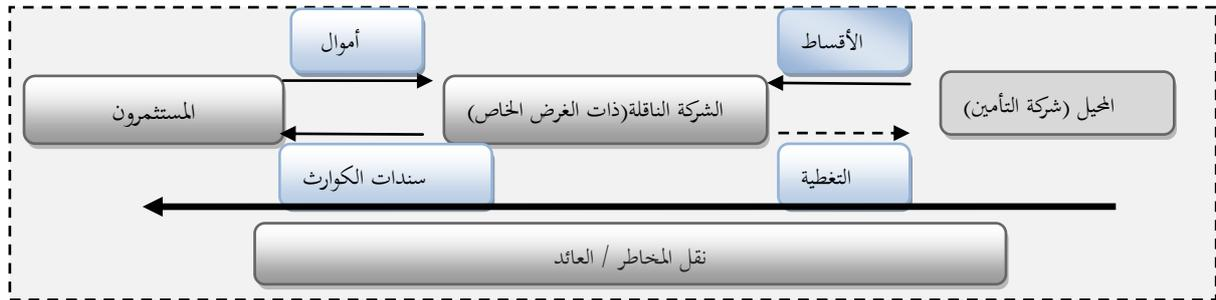 الأقساط
أموال
المحيل (شركة التأمين)
الشركة الناقلة(ذات الغرض الخاص)
المستثمرون
التغطية
سندات الكوارث
نقل المخاطر / العائد